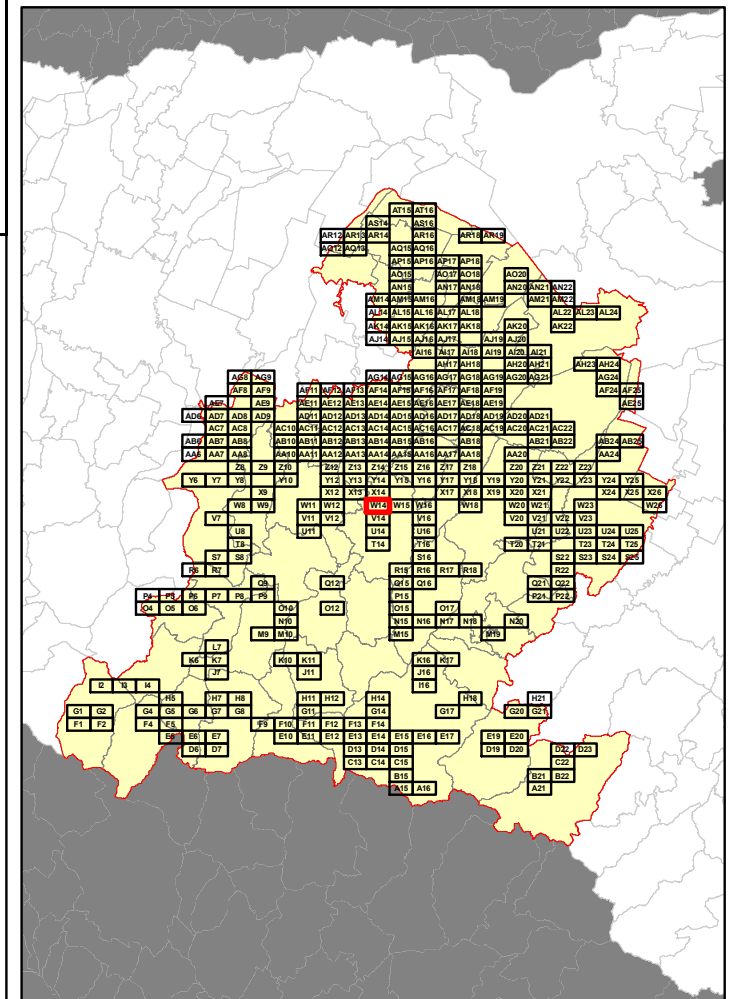 AT15 AT16
AS14 AS16
AR12 AR13 AR14 AR16 AR18 AR19
AQ12 AQ13 AQ15 AQ16
AP15 AP16 AP17 AP18
AO15 AO17 AO18 AO20
AN15 AN17 AN18 AN20 AN21 AN22
AM14 AM15 AM16 AM18 AM19 AM21 AM22
AL14 AL15 AL16 AL17 AL18 AL22 AL23 AL24
AK14 AK15 AK16 AK17 AK18 AK20 AK22
AJ14 AJ15 AJ16 AJ17 AJ19 AJ20
AI16 AI17 AI18 AI19 AI20 AI21
AH17 AH18 AH20 AH21 AH23 AH24
AG8 AG9 AG14 AG15 AG16 AG17 AG18 AG19 AG20 AG21 AG24
AF8 AF9 AF11 AF12 AF13 AF14 AF15 AF16 AF17 AF18 AF19 AF24 AF25
AE7 AE9 AE11 AE12 AE13 AE14 AE15 AE16 AE17 AE18 AE19 AE25
AD6 AD7 AD8 AD9 AD11 AD12 AD13 AD14 AD15 AD16 AD17 AD18 AD19 AD20 AD21
AC7 AC8 AC10 AC11 AC12 AC13 AC14 AC15 AC16 AC17 AC18 AC19 AC20 AC21 AC22
AB6 AB7 AB8 AB10 AB11 AB12 AB13 AB14 AB15 AB16 AB18 AB21 AB22 AB24 AB25
AA6 AA7 AA8 AA10 AA11 AA12 AA13 AA14 AA15 AA16 AA17 AA18 AA20 AA24
Z8 Z9 Z10 Z12 Z13 Z14 Z15 Z16 Z17 Z18 Z20 Z21 Z22 Z23
Y6 Y7 Y8 Y10 Y12 Y13 Y14 Y15 Y16 Y17 Y18 Y19 Y20 Y21 Y22 Y23 Y24 Y25
X9 X12 X13 X14 X17 X18 X19 X20 X21 X24 X25 X26
W8 W9 W11 W12 W14 W15 W16 W18 W20 W21 W23 W26
V7 V11 V12 V14 V16 V20 V21 V22 V23
U8 U11 U14 U16 U21 U22 U23 U24 U25
T8 T14 T16 T20 T21 T23 T24 T25
S7 S8 S16 S22 S23 S24 S25
R6 R7 R15 R16 R17 R18 R22
Q9 Q12 Q15 Q16 Q21 Q22
P4 P5 P6 P7 P8 P9 P15 P21 P22
O4 O5 O6 O10 O12 O15 O17
N10 N15 N16 N17 N18 N20
M9 M10 M15 M19
L7
K6 K7 K10 K11 K16 K17
J7 J11 J16
I2 I3 I4 I16
H5 H7 H8 H11 H12 H14 H18 H21
G1 G2 G4 G5 G6 G7 G8 G11 G14 G17 G20 G21
F1 F2 F4 F5 F9 F10 F11 F12 F13 F14
E5 E6 E7 E10 E11 E12 E13 E14 E15 E16 E17 E19 E20
D6 D7 D13 D14 D15 D19 D20 D22 D23
C13 C14 C15 C22
B15 B21 B22
A15 A16 A21